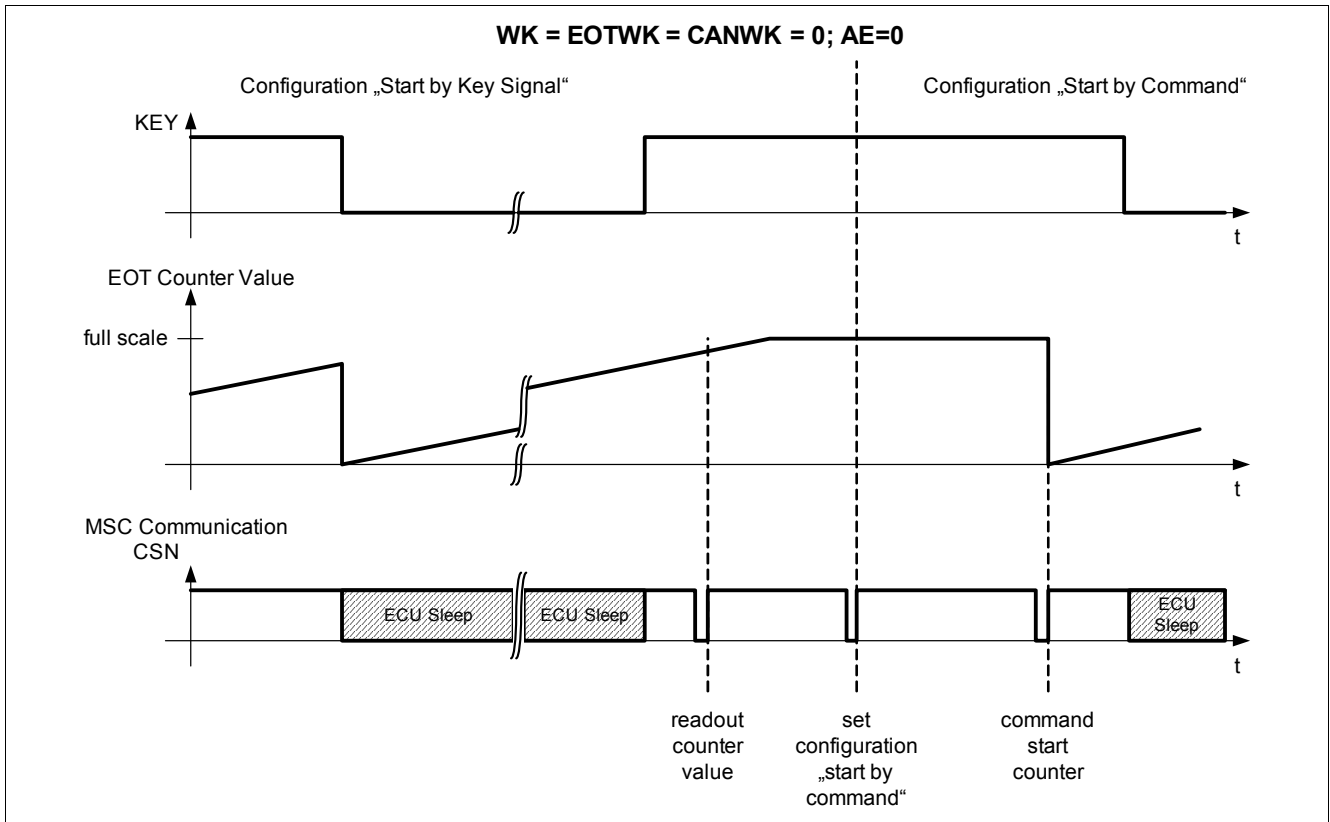 WK = EOTWK = CANWK = 0; AE=0
Configuration „Start by Key Signal“
Configuration „Start by Command“
KEY
t
EOT Counter Value
full scale
t
MSC Communication
CSN
ECU Sleep
ECU Sleep
ECU
Sleep
t
readout
counter
value
set
configuration
„start by
command“
command
start
counter